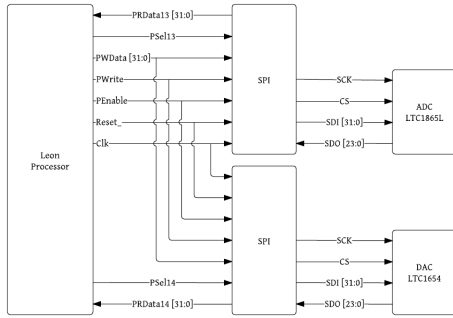 PRData13 [31:0]
PSel13
PWData [31:0]
PWrite
PEnable
Reset_
Clk
Leon
Processor
SPI
SCK
CS
SDI [31:0]
SDO [23:0]
ADC
LTC1865L
SPI
SCK
CS
SDI [31:0]
SDO [23:0]
DAC
LTC1654
PSel14
PRData14 [31:0]